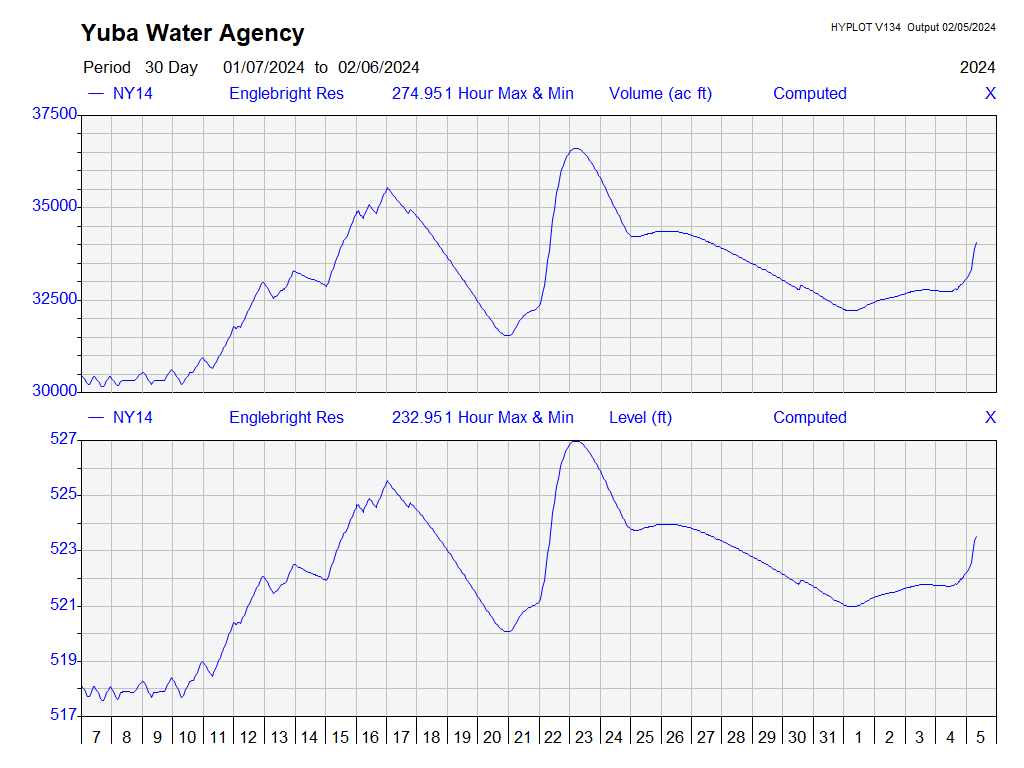 Yuba Water Agency
HYPLOT V134 Output 02/05/2024
Period 30 Day 01/07/2024 to 02/06/2024 2024
NY14 Englebright Res 274.951 Hour Max & Min Volume (ac ft) Computed X
37500
35000
32500
30000
NY14 Englebright Res 232.951 Hour Max & Min Level (ft) Computed X
527
525
523
521
519
517
7 8 9 10 11 12 13 14 15 16 17 18 19 20 21 22 23 24 25 26 27 28 29 30 31 1 2 3 4 5